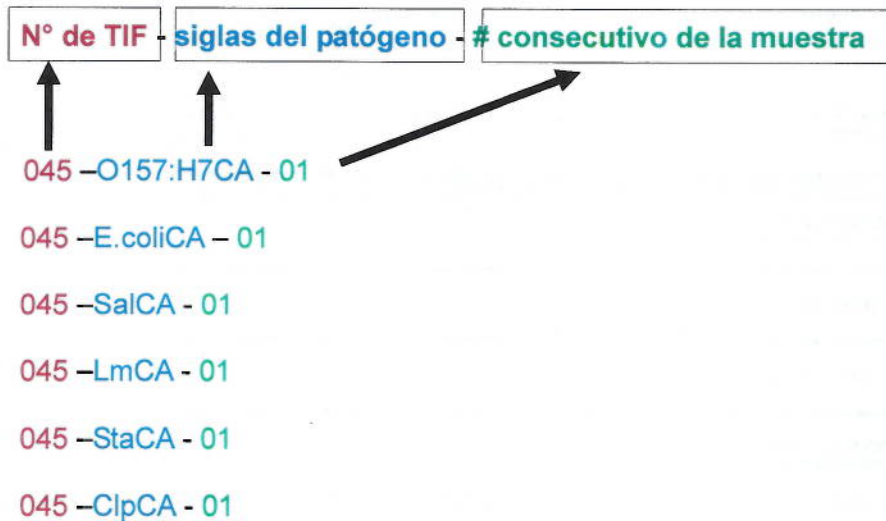 N° de TIF - siglas del patógeno - # consecutivo de la muestra
045 –O157:H7CA - 01
045 –E.coliCA – 01
045 –SalCA - 01
045 –LmCA - 01
045 –StaCA - 01
045 –ClpCA - 01